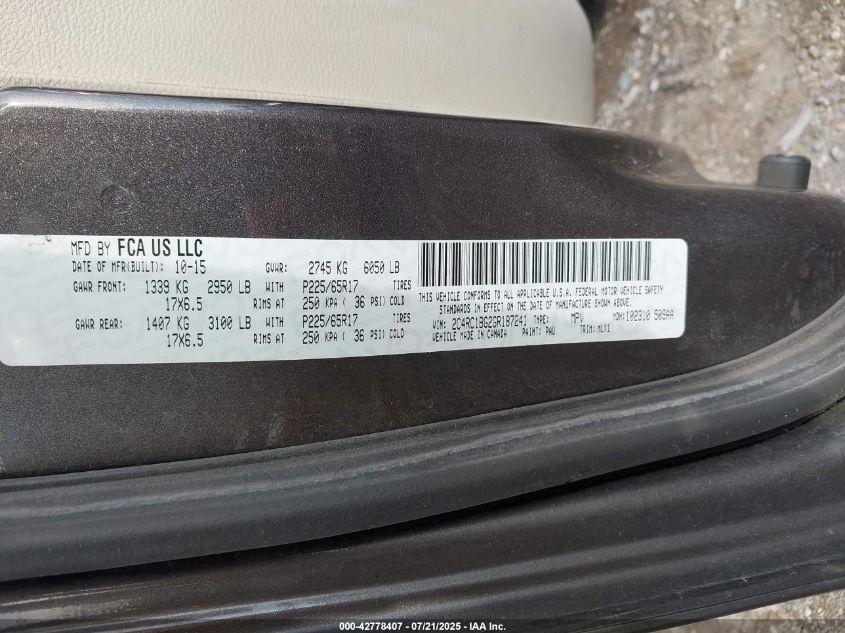 MFD BY FCA US LLC
DATE OF MFR(BUILT): 10-15 GVWR: 2745 KG 6050 LB
GAWR FRONT: 1339 KG 2950 LB WITH P225/65R17 TIRES
17X6.5 RIMS AT 250 KPA ( 36 PSI) COLD
GAWR REAR: 1407 KG 3100 LB WITH P225/65R17 TIRES
17X6.5 RIMS AT 250 KPA ( 36 PSI) COLD
THIS VEHICLE CONFORMS TO ALL APPLICABLE U.S.A. FEDERAL MOTOR VEHICLE SAFETY
STANDARDS IN EFFECT ON THE DATE OF MANUFACTURE SHOWN ABOVE.
VIN: 2C4RC1BG2GR187241 TYPE: MPV MDH: 102310 509AA
VEHICLE MADE IN CANADA PAINT: PAU TRIM: MLV1
000-42778407 - 07/21/2025 - IAA Inc.